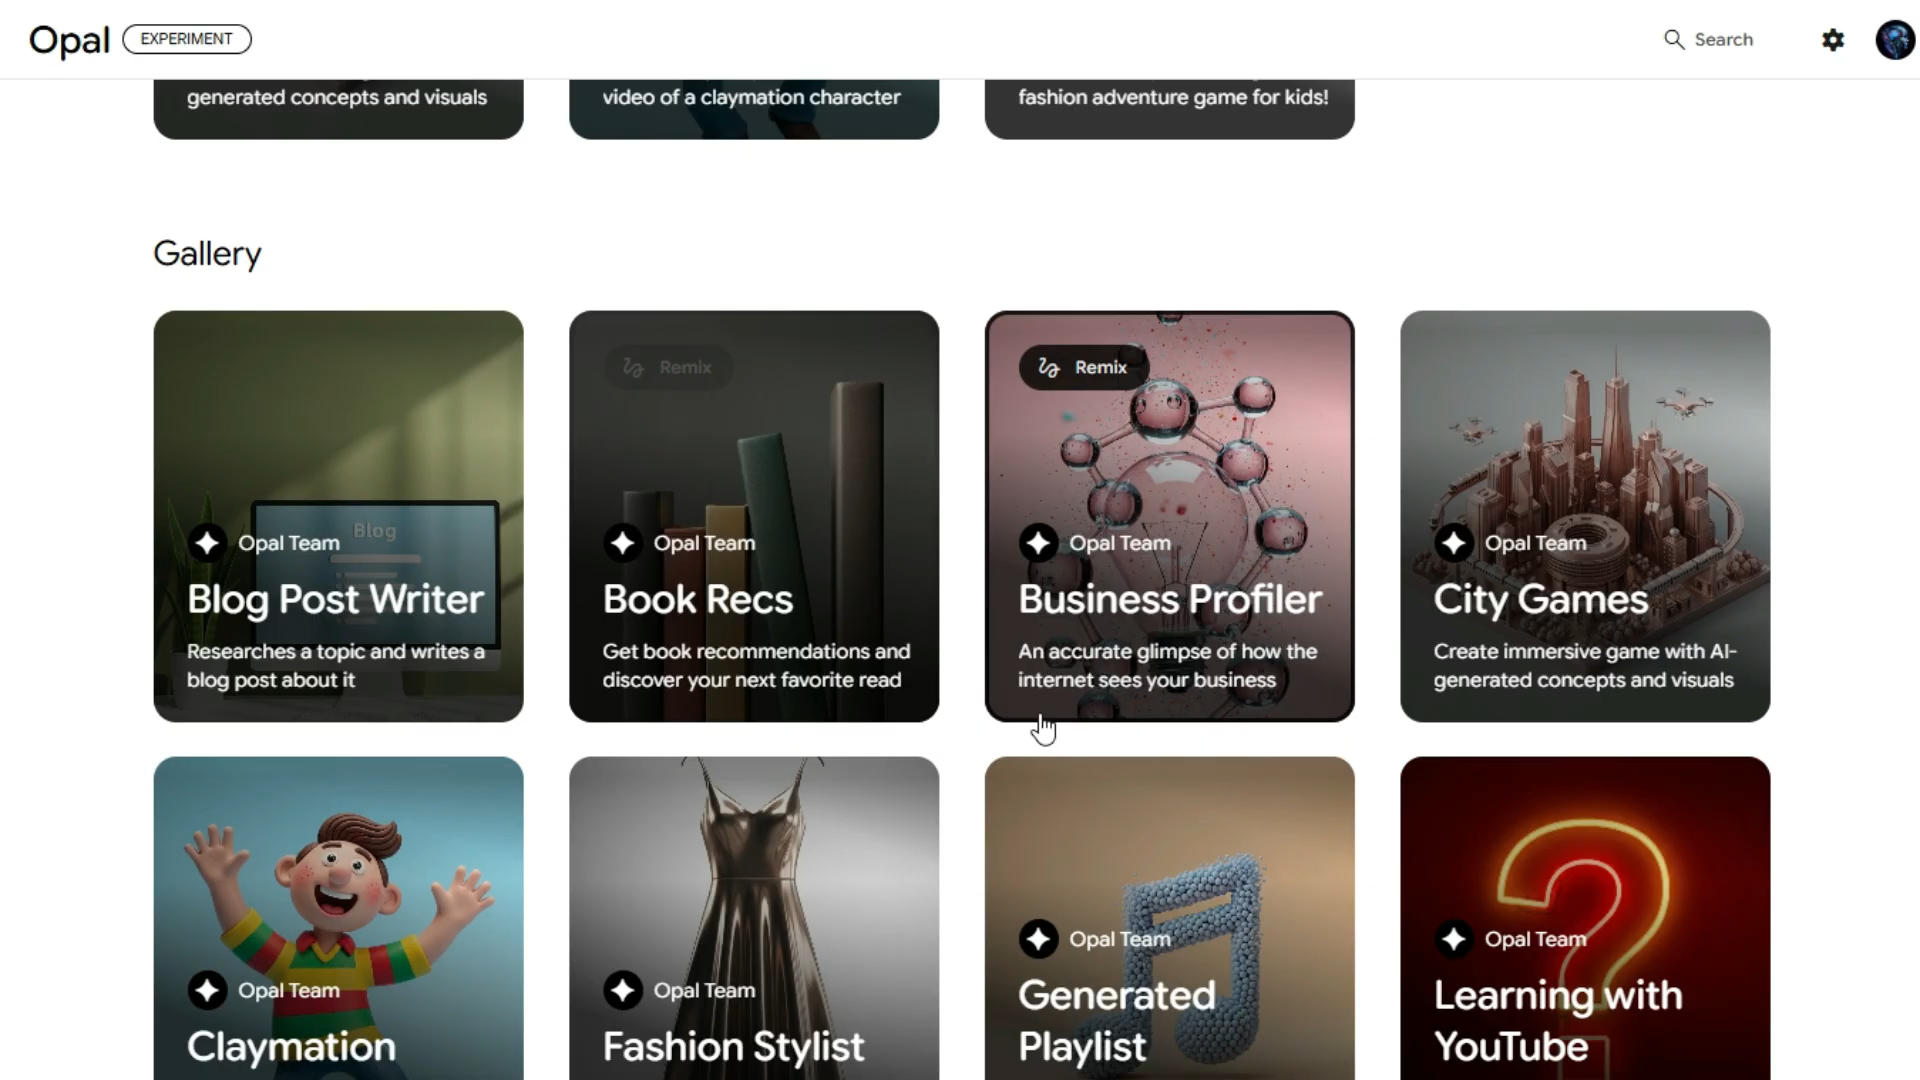 Opal
EXPERIMENT
Search
generated concepts and visuals
video of a claymation character
fashion adventure game for kids!
Gallery
Blog
Opal Team
Blog Post Writer
Researches a topic and writes a
blog post about it
Remix
Opal Team
Book Recs
Get book recommendations and
discover your next favorite read
Remix
Opal Team
Business Profiler
An accurate glimpse of how the
internet sees your business
Opal Team
City Games
Create immersive game with AI-
generated concepts and visuals
Opal Team
Claymation
Opal Team
Fashion Stylist
Opal Team
Generated
Playlist
Opal Team
Learning with
YouTube